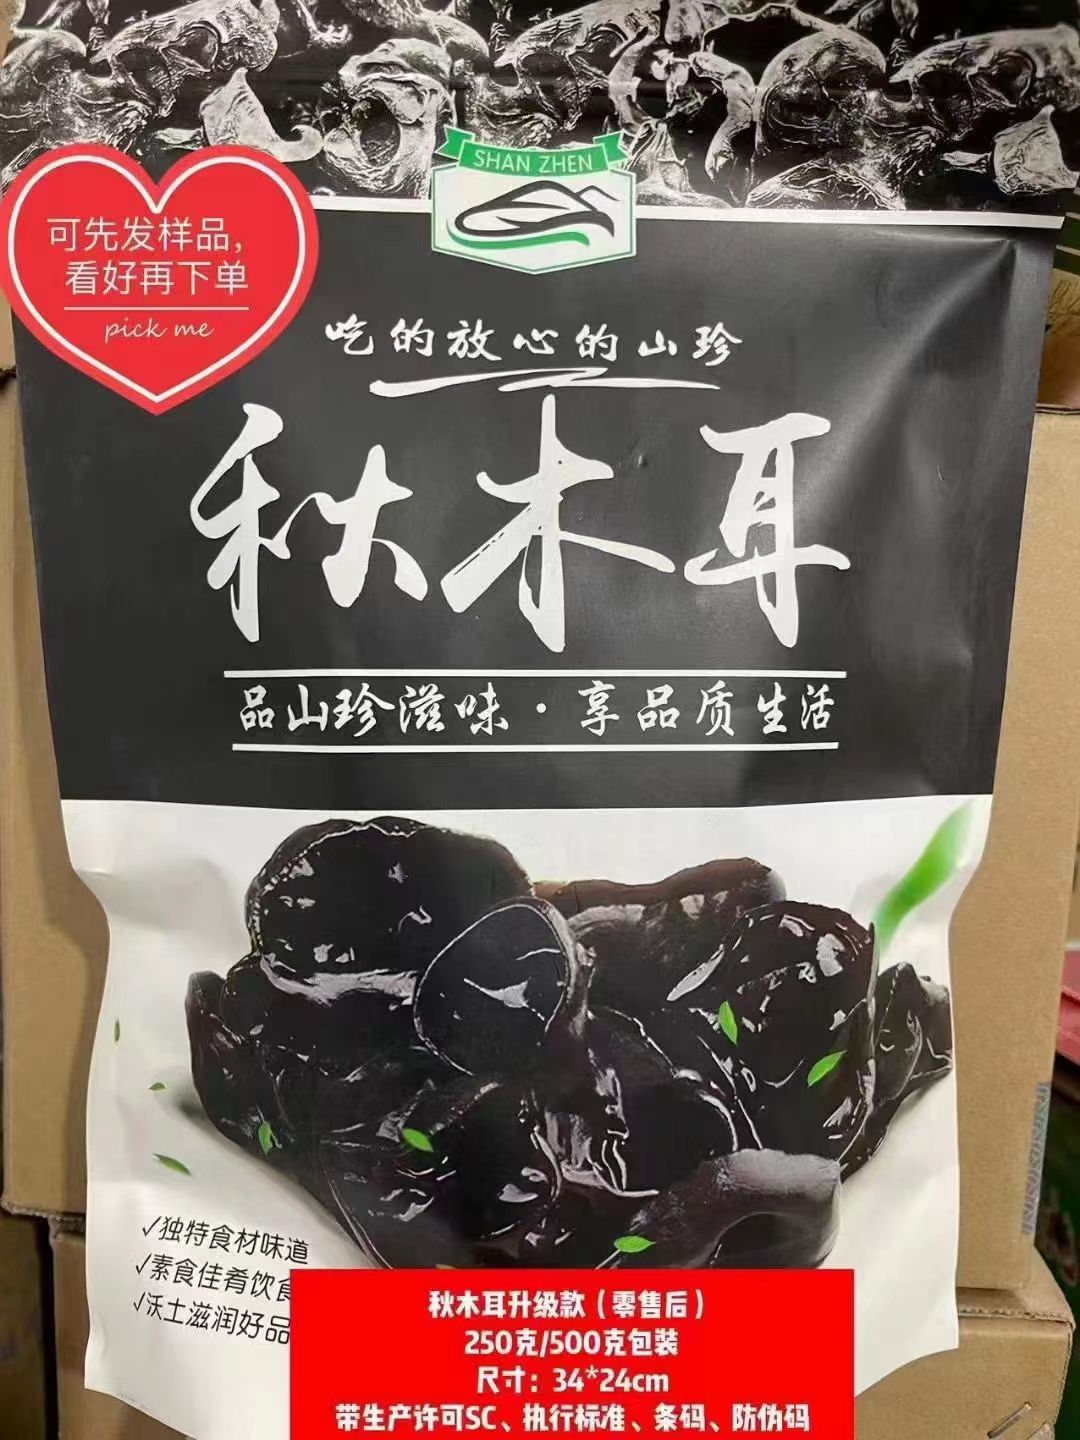 SHAN ZHEN
可先发样品，
看好再下单
pick me
吃的放心的山珍
秋木耳
品山珍滋味·享品质生活
√独特食材味道
√素食佳肴饮食
√沃土滋润好品
秋木耳升级款（零售后）
250克/500克包装
尺寸：34*24cm
带生产许可SC、执行标准、条码、防伪码